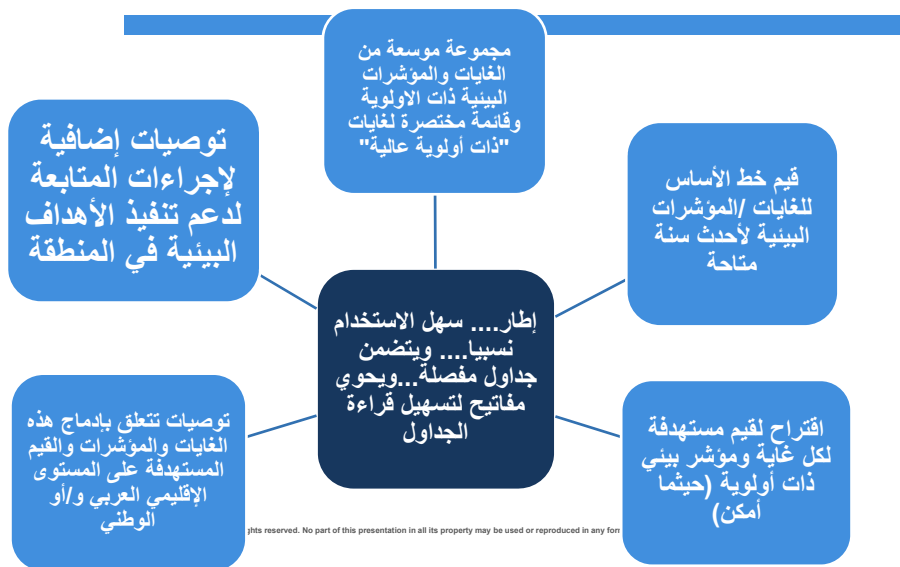 مجموعة موسعة من
الغايات والمؤشرات
البيئية ذات الاولوية
وقائمة مختصرة لغايات
"ذات أولوية عالية"
قيم خط الأساس
للغايات /المؤشرات
البيئية لأحدث سنة
متاحة
اقتراح لقيم مستهدفة
لكل غاية ومؤشر بيئي
ذات أولوية (حيثما
أمكن)
توصيات تتعلق بإدماج هذه
الغايات والمؤشرات والقيم
المستهدفة على المستوى
الإقليمي العربي و/أو
الوطني
توصيات إضافية
لإجراءات المتابعة
لدعم تنفيذ الأهداف
البيئية في المنطقة
إطار.... سهل الاستخدام
نسبيا.... ويتضمن
جداول مفصلة...ويحوي
مفاتيح لتسهيل قراءة
الجداول
reserved. No part of this presentation in all its property may be used or reproduced in any